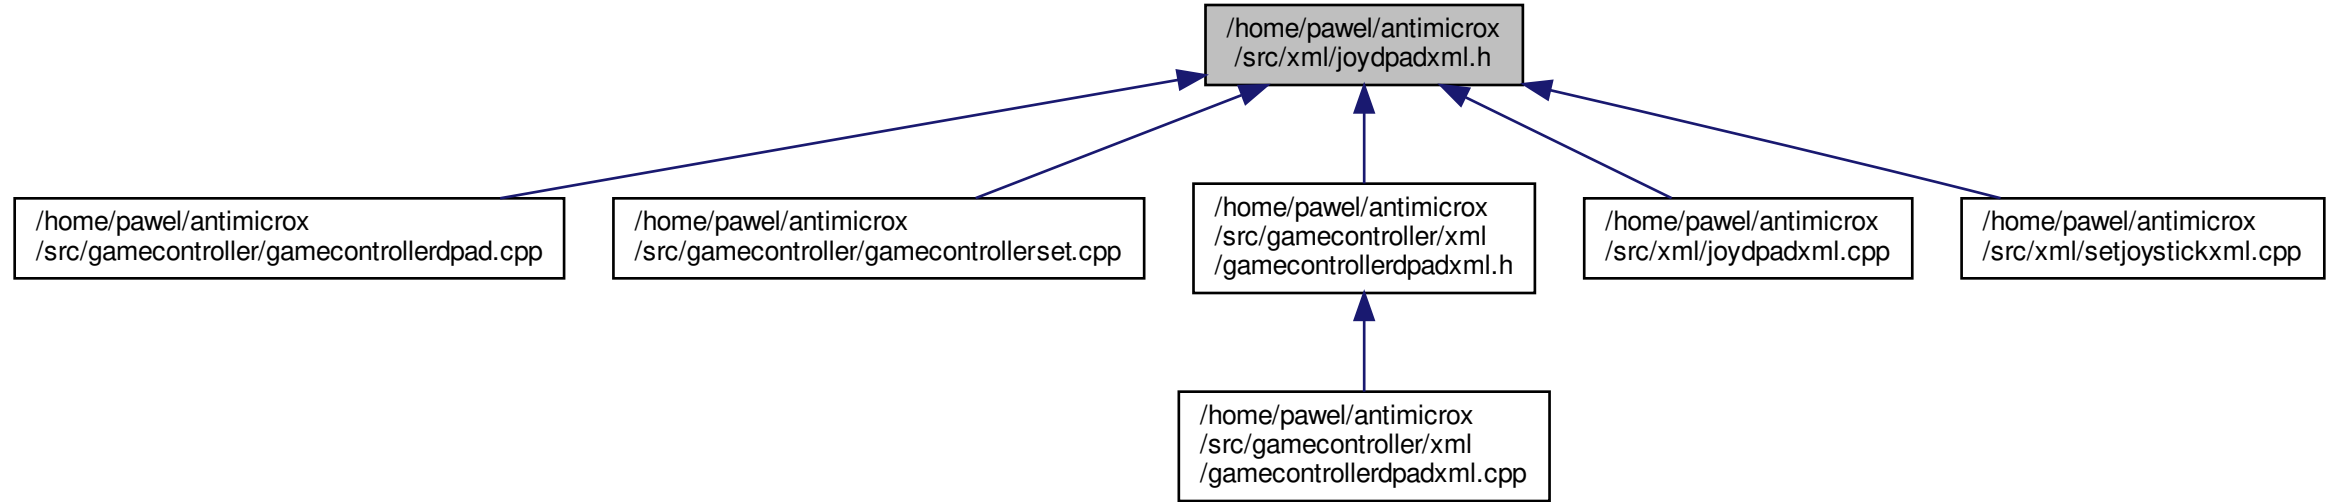 /home/pawel/antimicrox
/src/xml/joydpadxml.h
/home/pawel/antimicrox
/src/gamecontroller/gamecontrollerdpad.cpp
/home/pawel/antimicrox
/src/gamecontroller/gamecontrollerset.cpp
/home/pawel/antimicrox
/src/gamecontroller/xml
/gamecontrollerdpadxml.h
/home/pawel/antimicrox
/src/xml/joydpadxml.cpp
/home/pawel/antimicrox
/src/xml/setjoystickxml.cpp
/home/pawel/antimicrox
/src/gamecontroller/xml
/gamecontrollerdpadxml.cpp